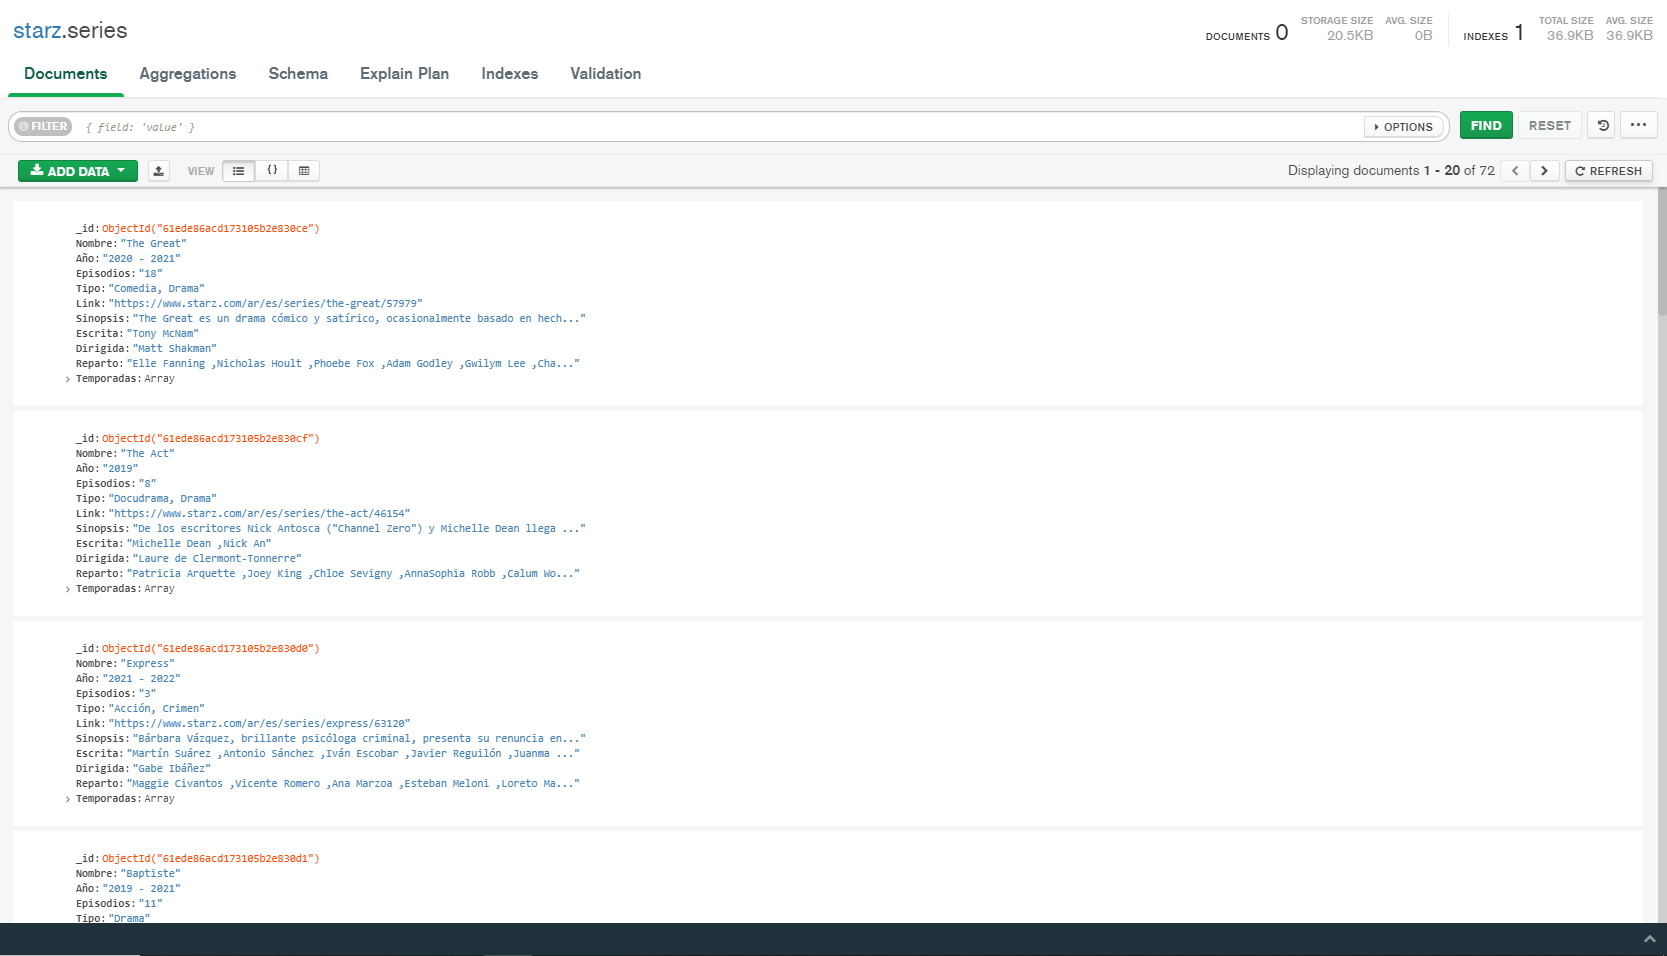 starz.series
DOCUMENTS 0 STORAGE SIZE 20.5KB AVG. SIZE 0B INDEXES 1 TOTAL SIZE 36.9KB AVG. SIZE 36.9KB
Documents Aggregations Schema Explain Plan Indexes Validation
FILTER { field: 'value' } OPTIONS FIND RESET
ADD DATA VIEW { } Displaying documents 1 - 20 of 72 REFRESH
_id: ObjectId("61ede86acd173105b2e830ce")
Nombre: "The Great"
Año: "2020 - 2021"
Episodios: "18"
Tipo: "Comedia, Drama"
Link: "https://www.starz.com/ar/es/series/the-great/57979"
Sinopsis: "The Great es un drama cómico y satírico, ocasionalmente basado en hech..."
Escrita: "Tony McNam"
Dirigida: "Matt Shakman"
Reparto: "Elle Fanning ,Nicholas Hoult ,Phoebe Fox ,Adam Godley ,Gwilym Lee ,Cha..."
Temporadas: Array
_id: ObjectId("61ede86acd173105b2e830cf")
Nombre: "The Act"
Año: "2019"
Episodios: "8"
Tipo: "Docudrama, Drama"
Link: "https://www.starz.com/ar/es/series/the-act/46154"
Sinopsis: "De los escritores Nick Antosca ("Channel Zero") y Michelle Dean llega ..."
Escrita: "Michelle Dean ,Nick An"
Dirigida: "Laure de Clermont-Tonnerre"
Reparto: "Patricia Arquette ,Joey King ,Chloe Sevigny ,AnnaSophia Robb ,Calum Wo..."
Temporadas: Array
_id: ObjectId("61ede86acd173105b2e830d0")
Nombre: "Express"
Año: "2021 - 2022"
Episodios: "3"
Tipo: "Acción, Crimen"
Link: "https://www.starz.com/ar/es/series/express/63120"
Sinopsis: "Bárbara Vázquez, brillante psicóloga criminal, presenta su renuncia en..."
Escrita: "Martín Suárez ,Antonio Sánchez ,Iván Escobar ,Javier Reguilón ,Juanma ..."
Dirigida: "Gabe Ibáñez"
Reparto: "Maggie Civantos ,Vicente Romero ,Ana Marzoa ,Esteban Meloni ,Loreto Ma..."
Temporadas: Array
_id: ObjectId("61ede86acd173105b2e830d1")
Nombre: "Baptiste"
Año: "2019 - 2021"
Episodios: "11"
Tipo: "Drama"